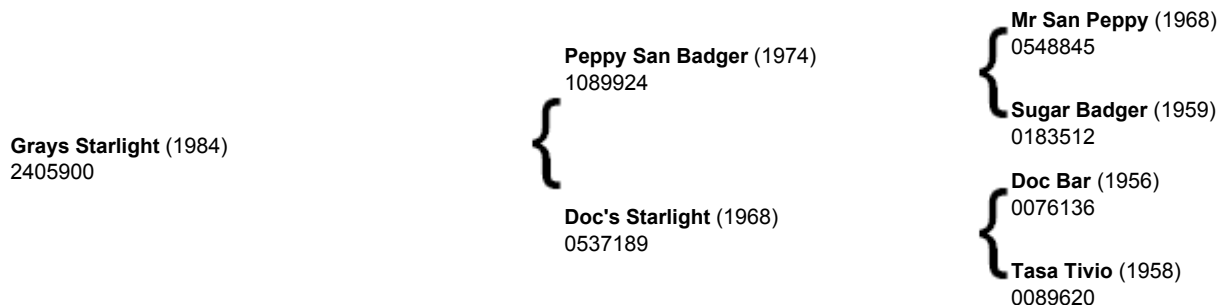 Grays Starlight (1984)
2405900
Peppy San Badger (1974)
1089924
Doc's Starlight (1968)
0537189
Mr San Peppy (1968)
0548845
Sugar Badger (1959)
0183512
Doc Bar (1956)
0076136
Tasa Tivio (1958)
0089620